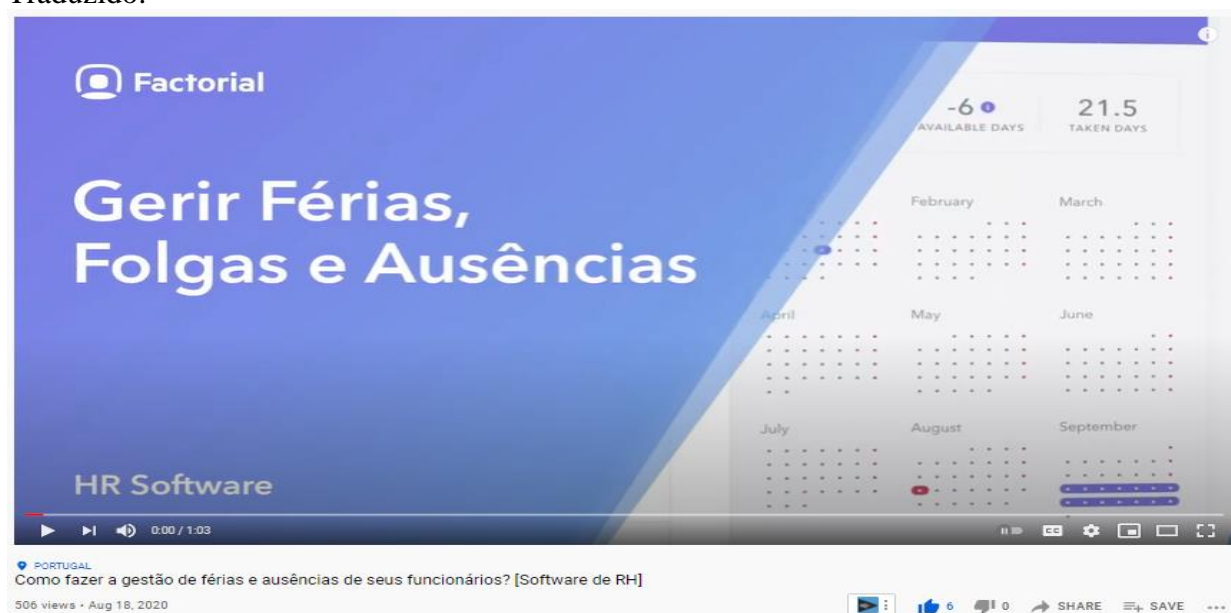 Traduzido:
Factorial
-6
21.5
AVAILABLE DAYS
TAKEN DAYS
Gerir Férias,
Folgas e Ausências
February
March
April
May
June
July
August
September
HR Software
0:00 / 1:03
CC
PORTUGAL
Como fazer a gestão de férias e ausências de seus funcionários? [Software de RH]
506 views • Aug 18, 2020
6
0
SHARE
SAVE